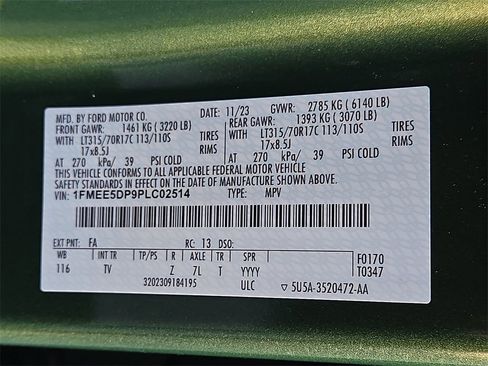 MFD. BY FORD MOTOR CO. DATE: 11/23 GVWR: 2785 KG ( 6140 LB)
FRONT GAWR: 1461 KG ( 3220 LB) REAR GAWR: 1393 KG ( 3070 LB)
WITH LT315/70R17C 113/110S TIRES WITH LT315/70R17C 113/110S TIRES
17x8.5J RIMS 17x8.5J RIMS
AT 270 kPa/ 39 PSI COLD AT 270 kPa/ 39 PSI COLD
THIS VEHICLE CONFORMS TO ALL APPLICABLE FEDERAL MOTOR VEHICLE
SAFETY AND THEFT PREVENTION STANDARDS IN EFFECT ON THE
DATE OF MANUFACTURE SHOWN ABOVE.
VIN: 1FMEE5DP9PLC02514 TYPE: MPV
EXT PNT: FA RC: 13 DSO: F0170
WB INT TR TP/PS R AXLE TR SPR T0347
116 TV Z 7L T YYYY
3202309184195 ULC 5U5A-3520472-AA